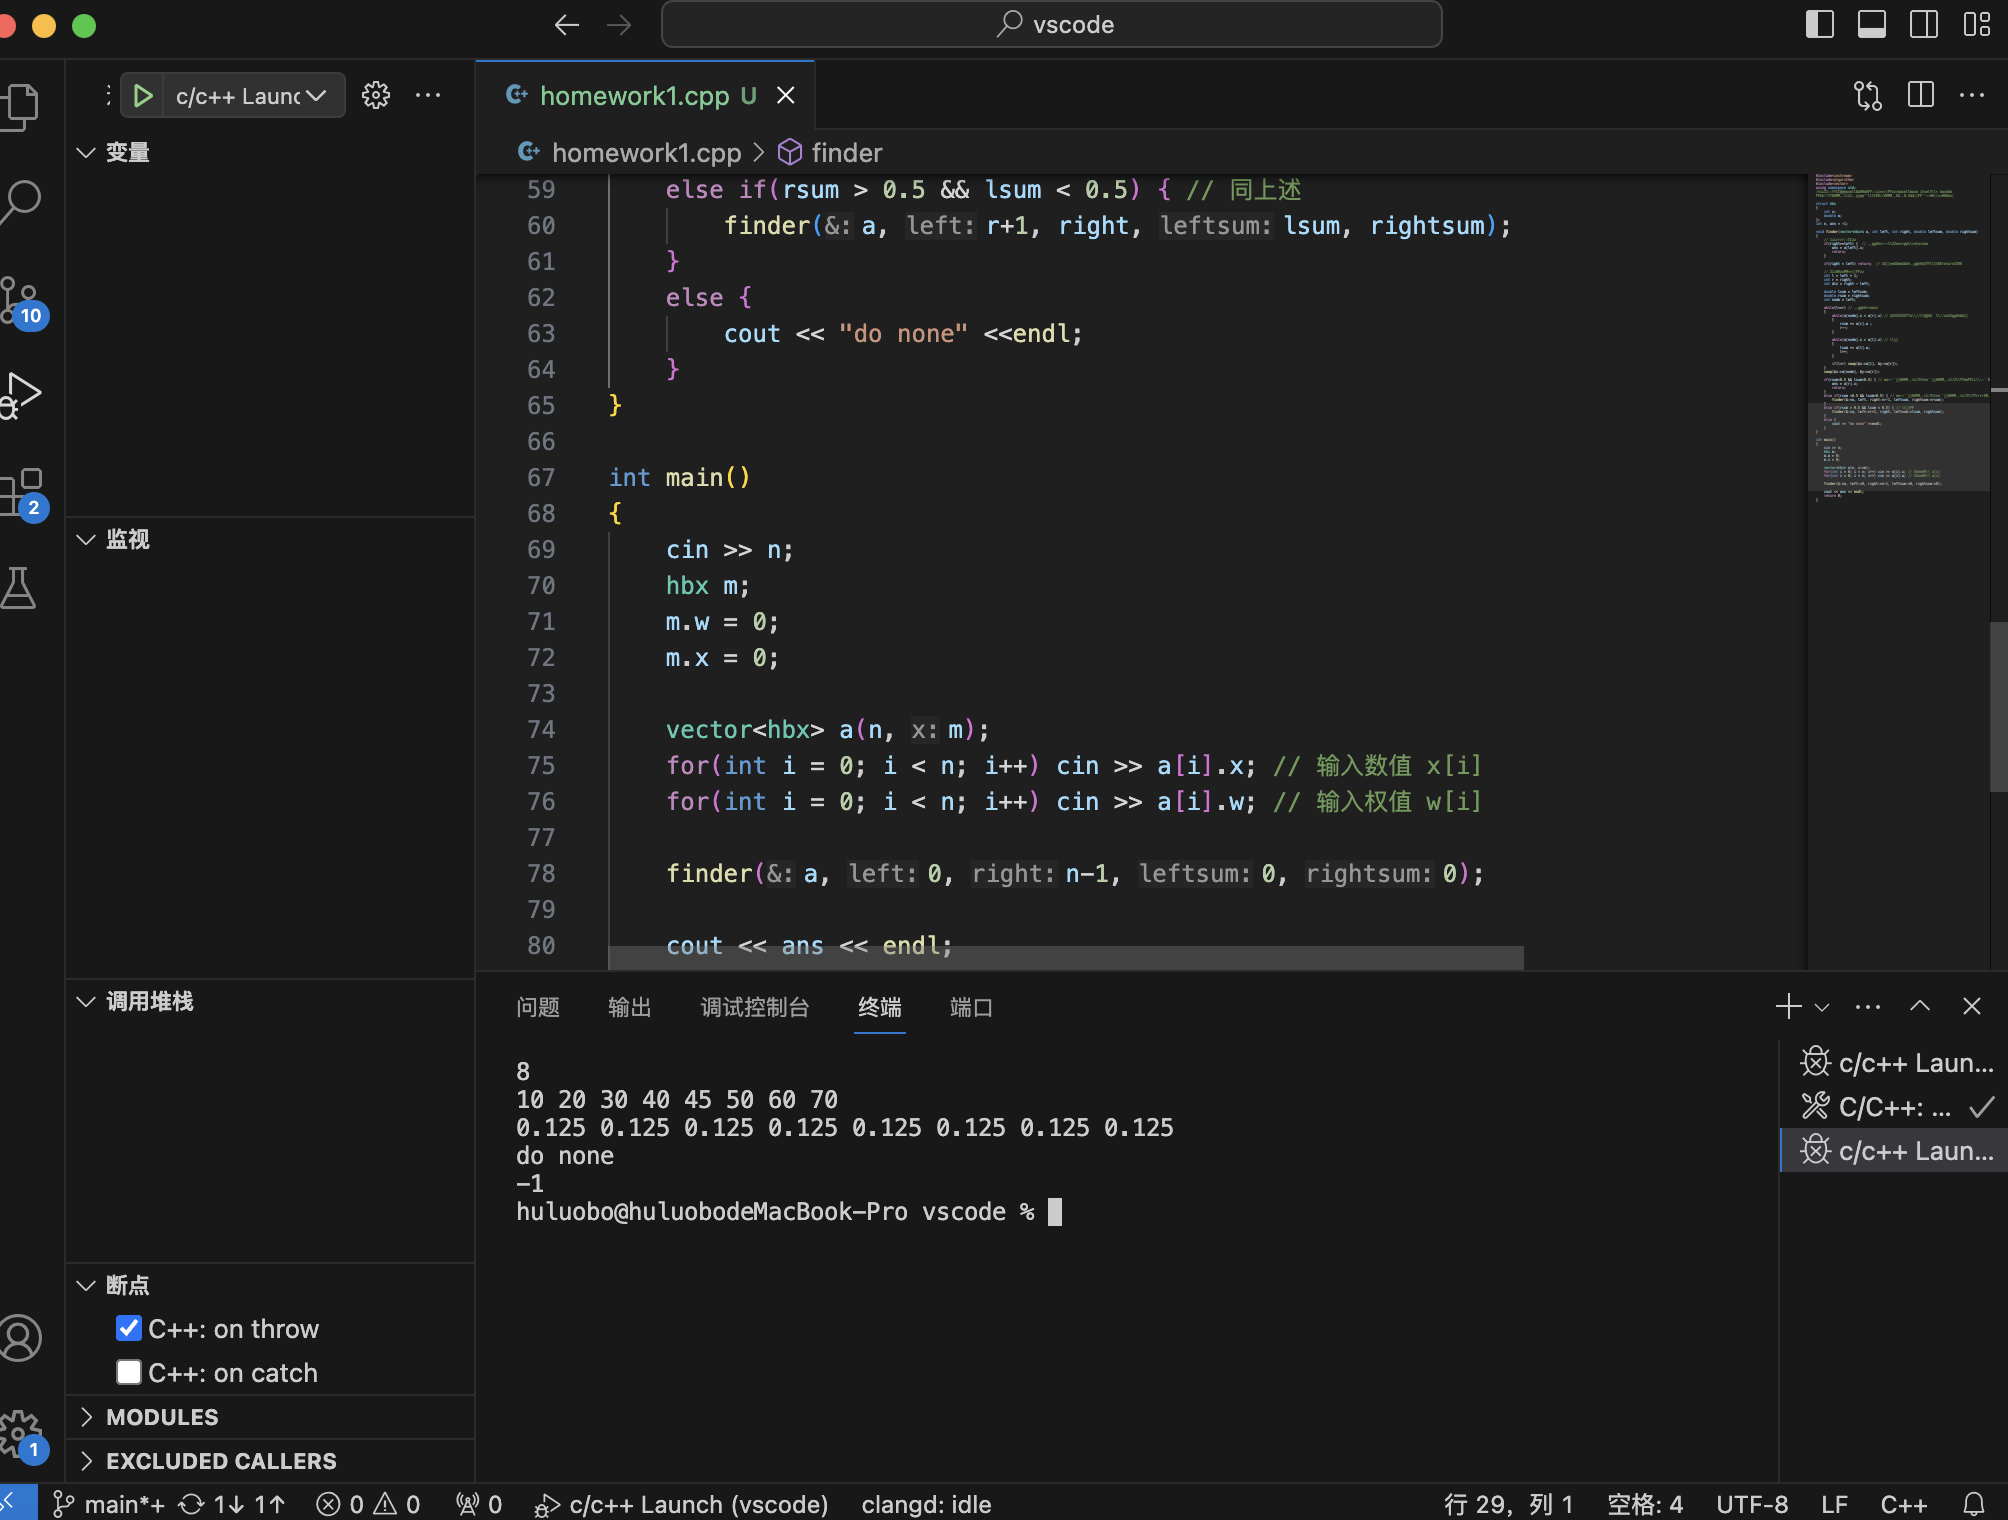 vscode
c/c++ Launc
homework1.cpp U
变量
homework1.cpp > finder
59 else if(rsum > 0.5 && lsum < 0.5) { // 同上述
60 finder(&: a, left: r+1, right, leftsum: lsum, rightsum);
61 }
62 else {
63 cout << "do none" <<endl;
64 }
65 }
66
67 int main()
68 {
69 cin >> n;
70 hbx m;
71 m.w = 0;
72 m.x = 0;
73
74 vector<hbx> a(n, x: m);
75 for(int i = 0; i < n; i++) cin >> a[i].x; // 输入数值 x[i]
76 for(int i = 0; i < n; i++) cin >> a[i].w; // 输入权值 w[i]
77
78 finder(&: a, left: 0, right: n-1, leftsum: 0, rightsum: 0);
79
80 cout << ans << endl;
10
2
1
监视
调用堆栈
断点
C++: on throw
C++: on catch
MODULES
EXCLUDED CALLERS
问题 输出 调试控制台 终端 端口
8
10 20 30 40 45 50 60 70
0.125 0.125 0.125 0.125 0.125 0.125 0.125 0.125
do none
-1
huluobo@huluobodeMacBook-Pro vscode %
c/c++ Laun...
C/C++: ...
c/c++ Laun...
main*+ 1↓ 1↑ 0 0 0 c/c++ Launch (vscode) clangd: idle 行 29，列 1 空格: 4 UTF-8 LF C++